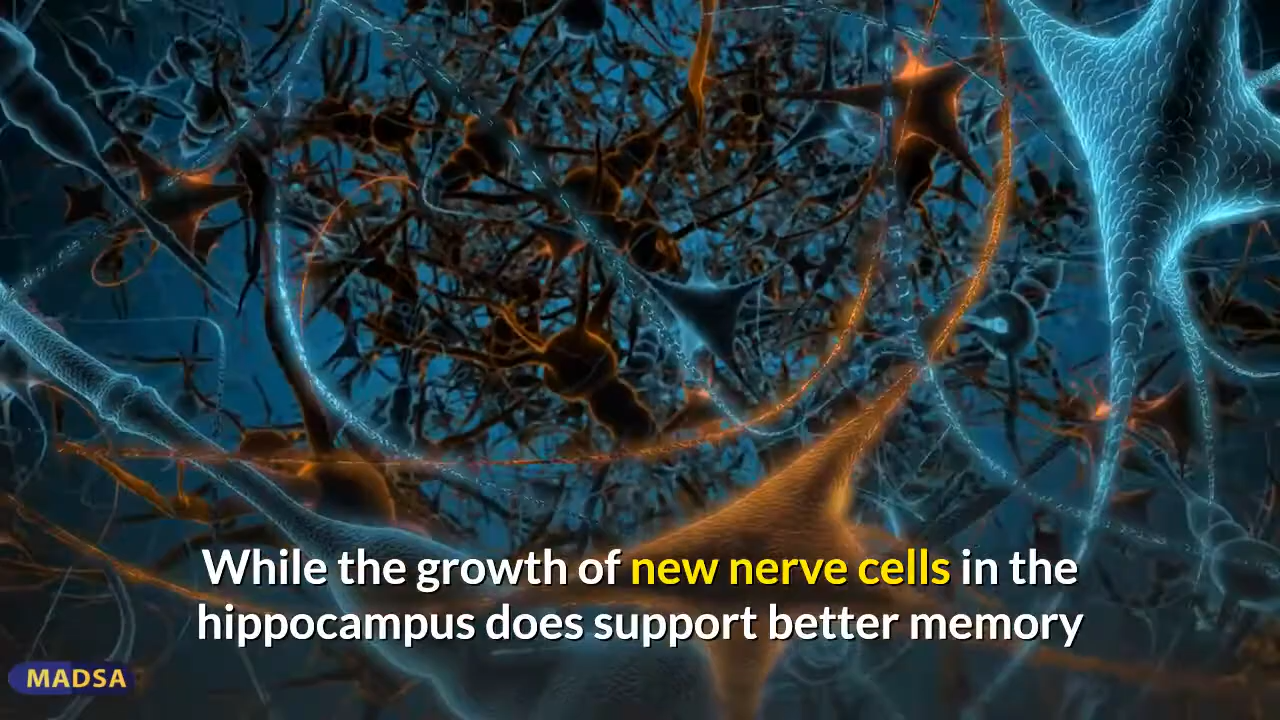 While the growth of new nerve cells in the
hippocampus does support better memory
MADSA